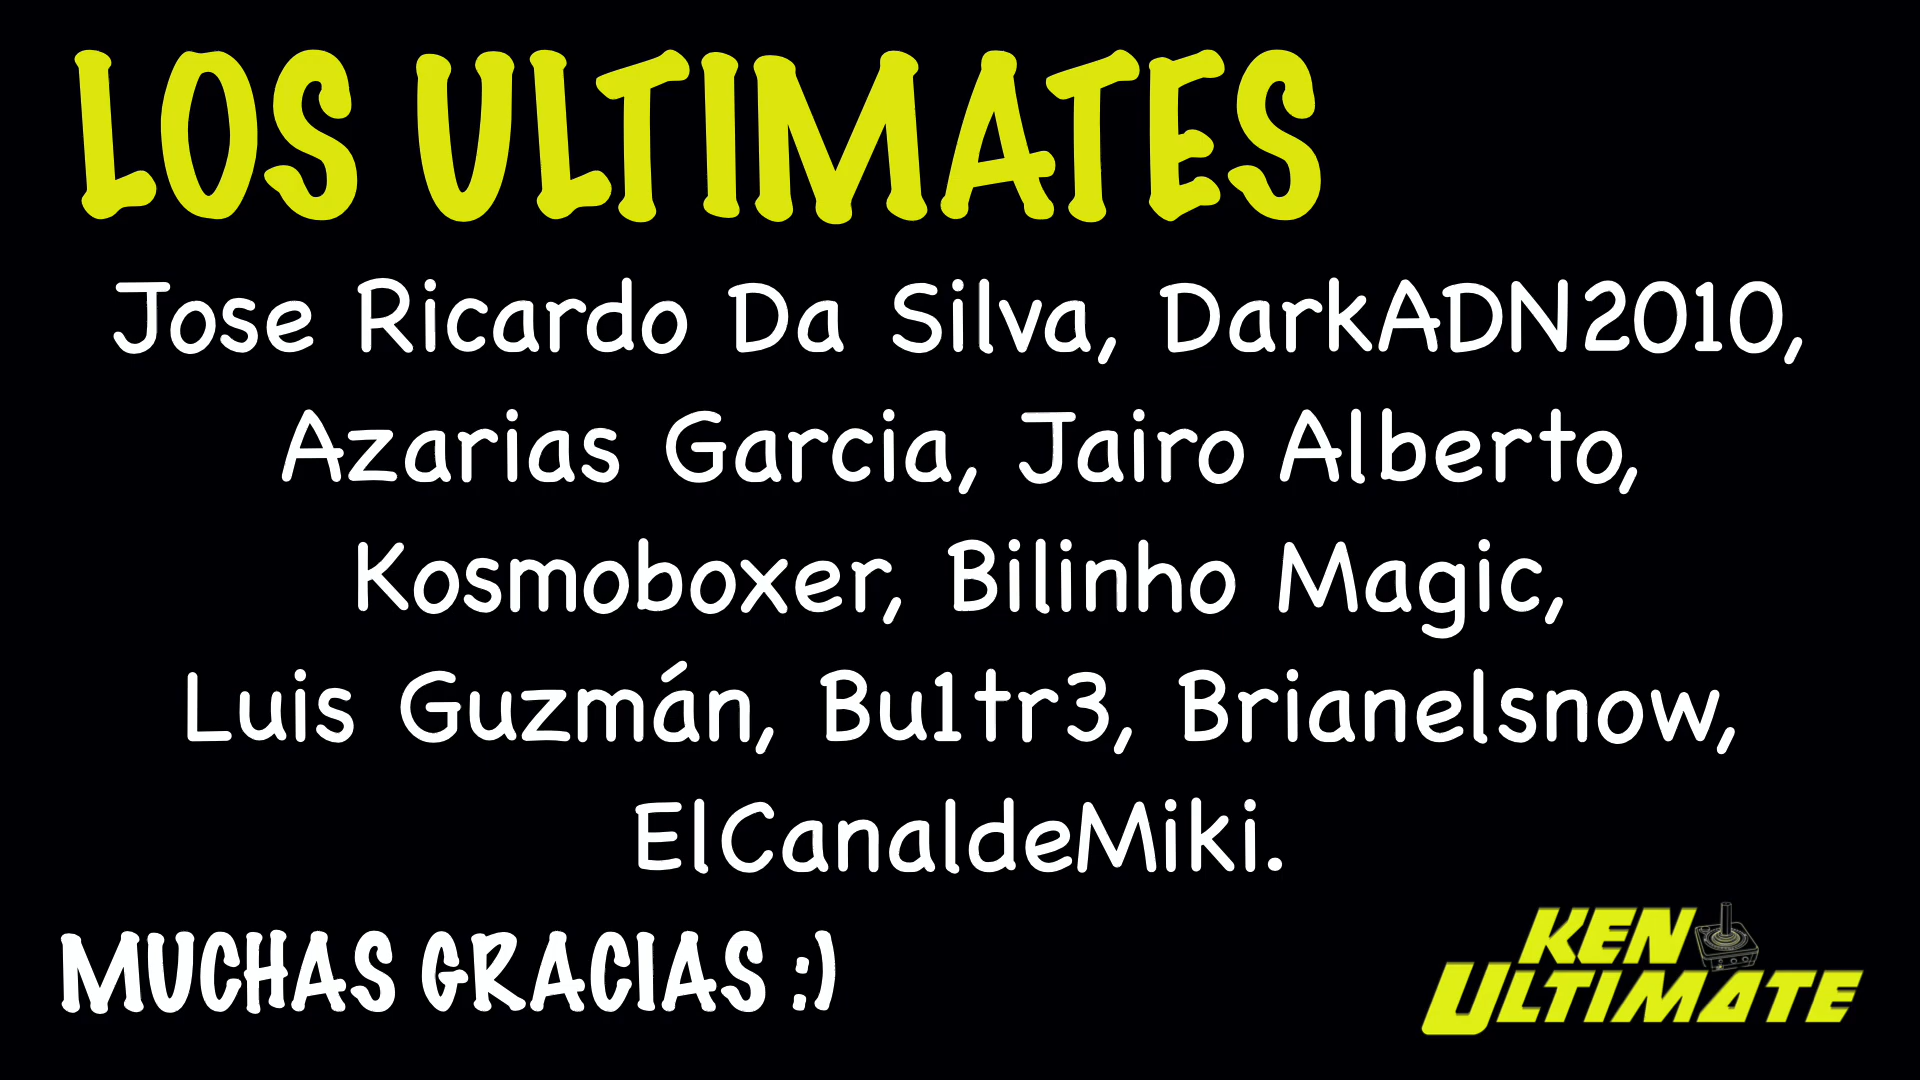 LOS ULTIMATES
Jose Ricardo Da Silva, DarkADN2010,
Azarias Garcia, Jairo Alberto,
Kosmoboxer, Bilinho Magic,
Luis Guzmán, Bu1tr3, Brianelsnow,
ElCanaldeMiki.
MUCHAS GRACIAS :)
KEN
ULTIMATE